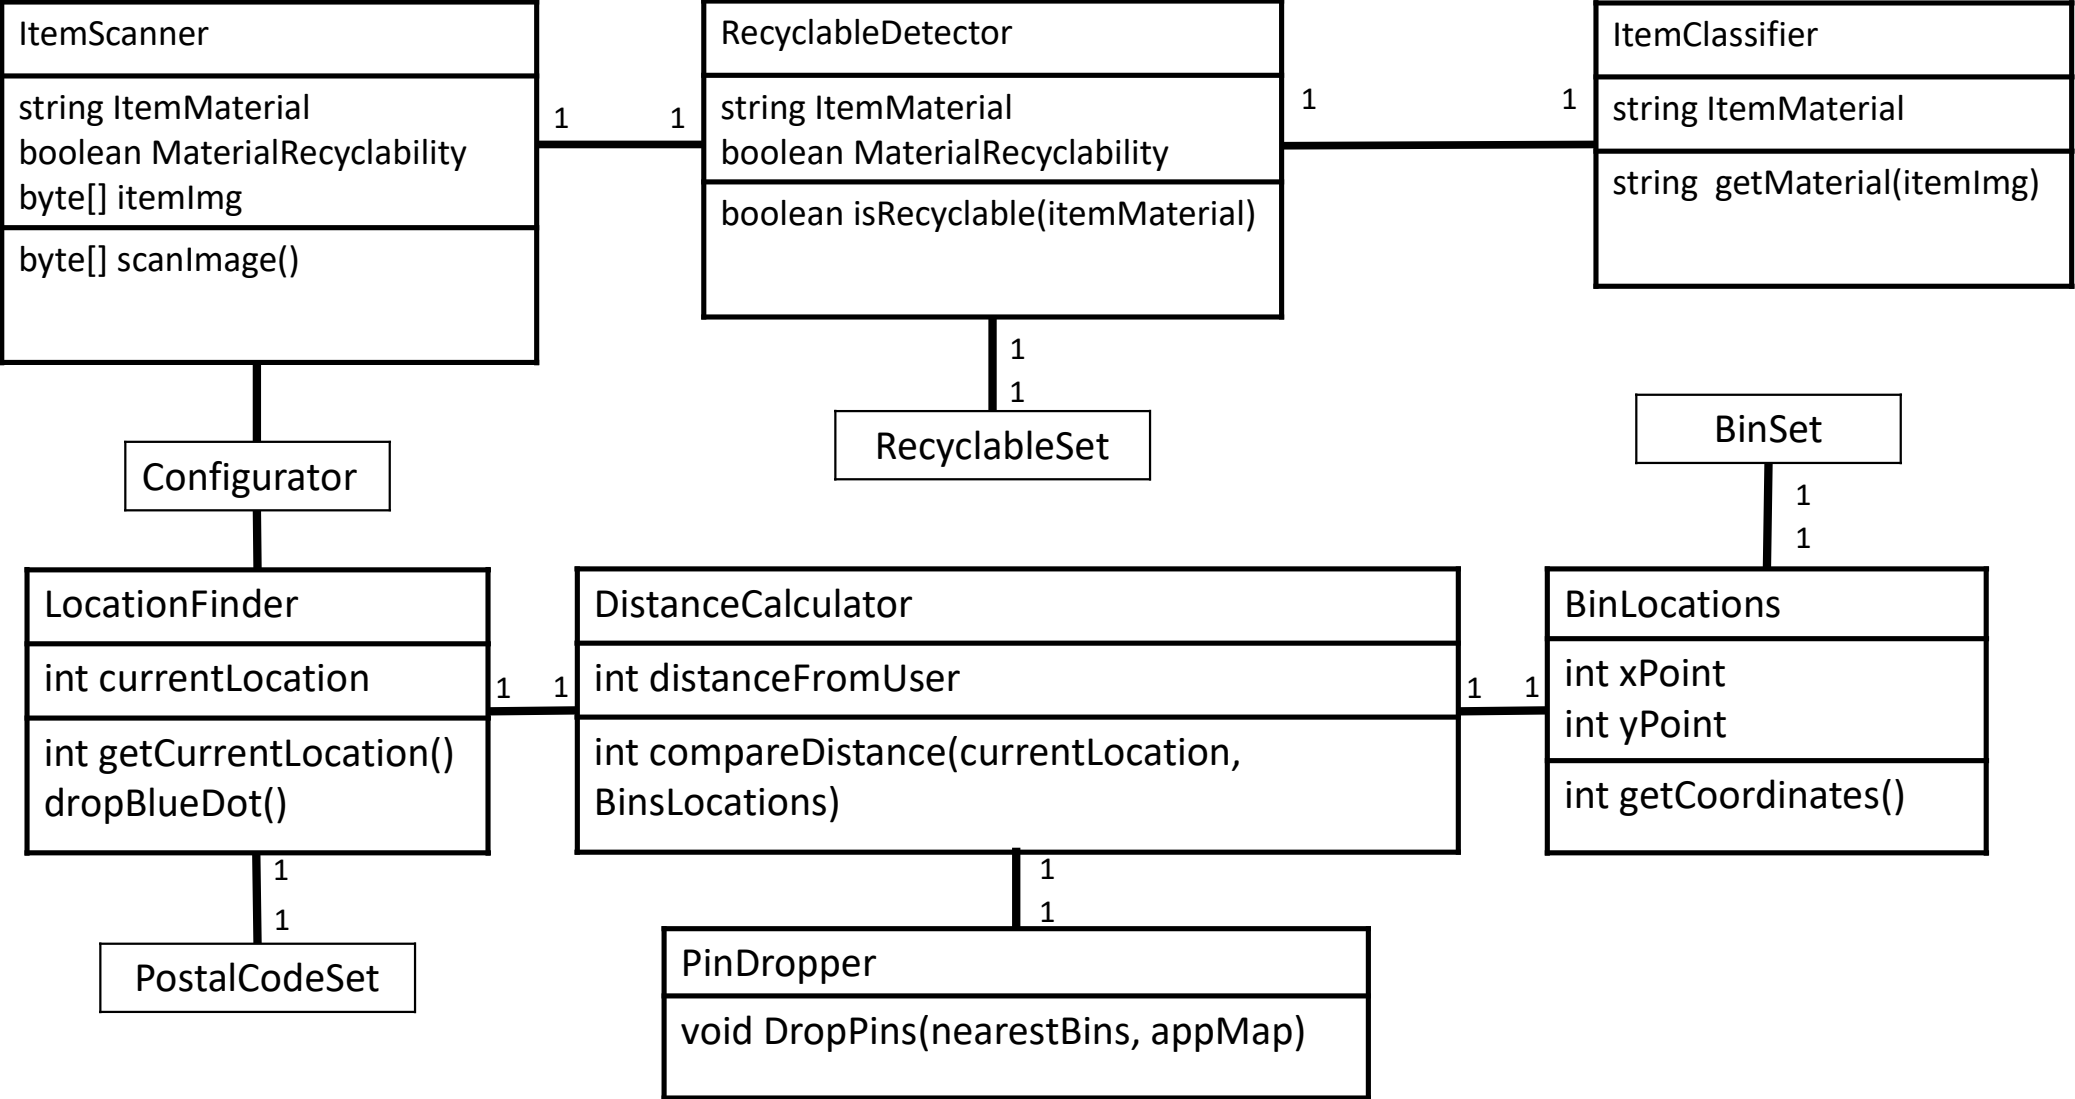 ItemScanner
string ItemMaterial
boolean MaterialRecyclability
byte[] itemImg
byte[] scanImage()
1
1
RecyclableDetector
string ItemMaterial
boolean MaterialRecyclability
boolean isRecyclable(itemMaterial)
1
1
ItemClassifier
string ItemMaterial
string  getMaterial(itemImg)
1
1
RecyclableSet
BinSet
1
1
Configurator
LocationFinder
int currentLocation
int getCurrentLocation()
dropBlueDot()
1
1
DistanceCalculator
int distanceFromUser
int compareDistance(currentLocation,
BinsLocations)
1
1
BinLocations
int xPoint
int yPoint
int getCoordinates()
1
1
PostalCodeSet
1
1
PinDropper
void DropPins(nearestBins, appMap)